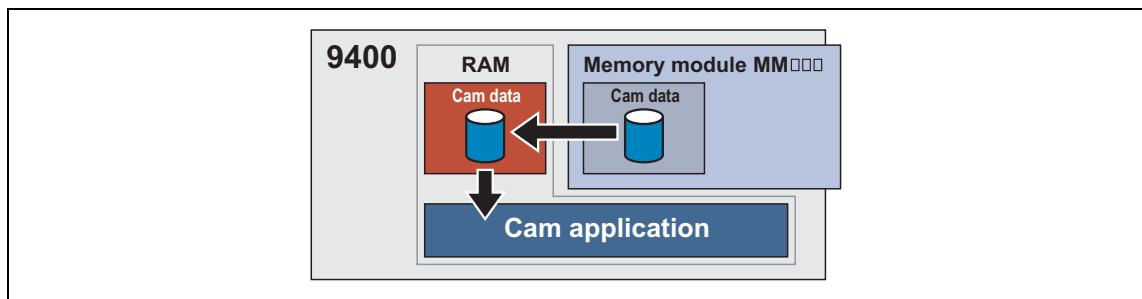 9400
RAM
Memory module MM□□□
Cam data
Cam data
Cam application